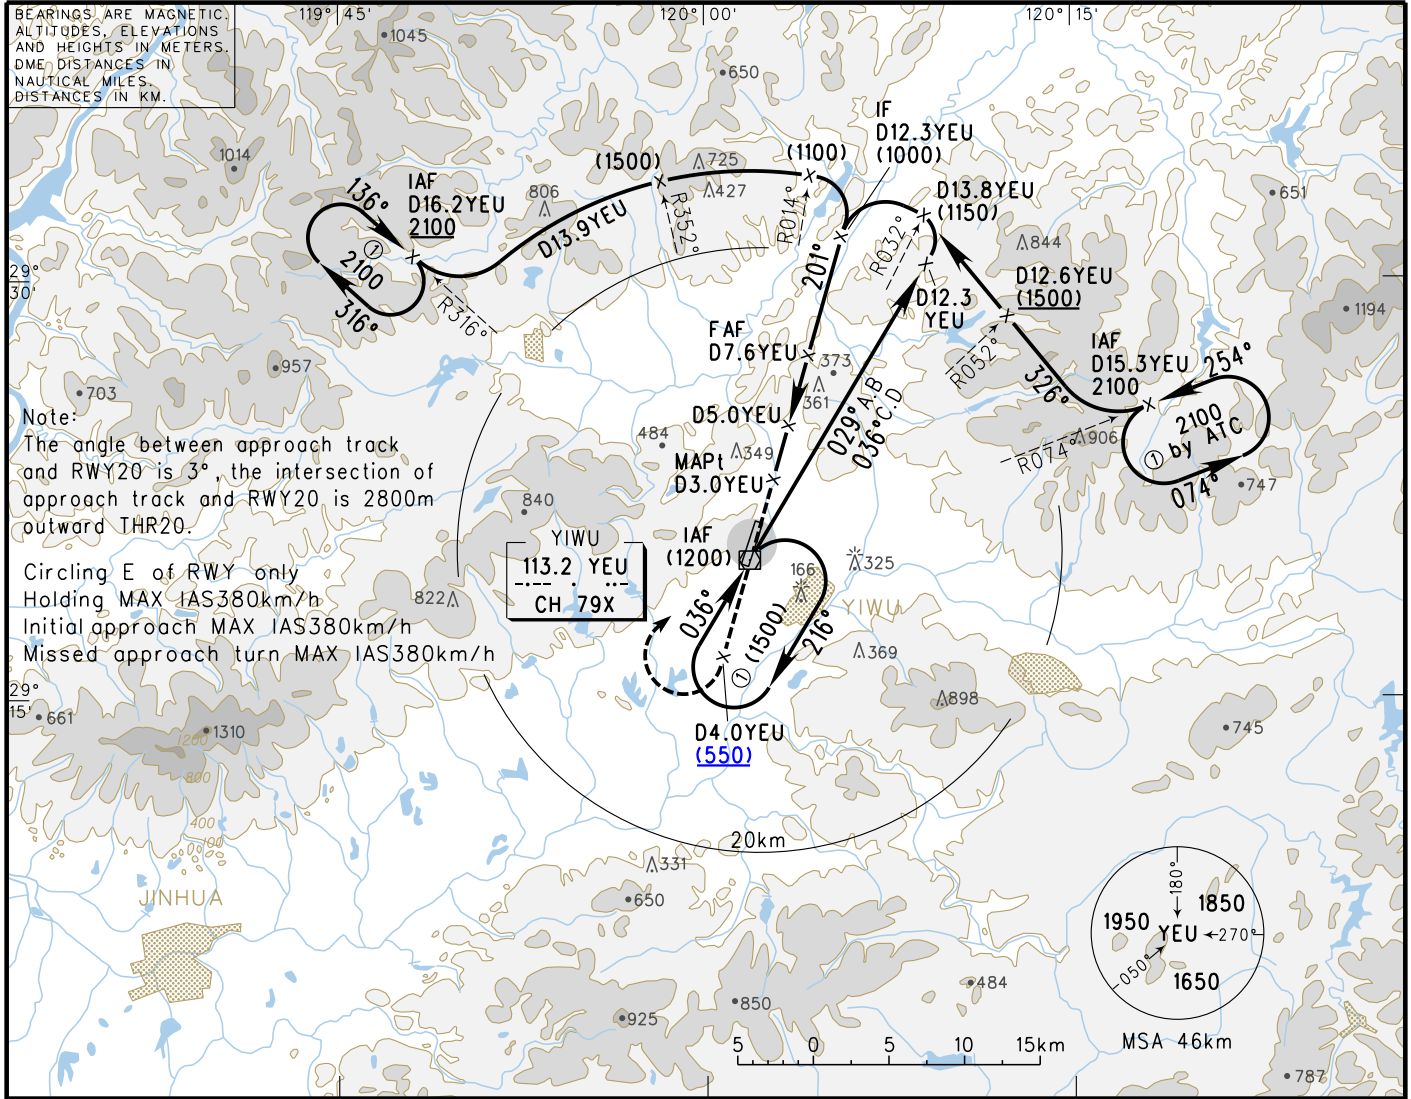 BEARINGS ARE MAGNETIC.
ALTITUDES, ELEVATIONS
AND HEIGHTS IN METERS.
DME DISTANCES IN
NAUTICAL MILES.
DISTANCES IN KM.
119° 45'
120° 00'
120° 15'
1045
650
IF
D12.3YEU
(1000)
1014
(1500)
725
(1100)
427
136°
IAF
D16.2YEU
2100
806
D13.9YEU
R352°
R014°
D13.8YEU
(1150)
651
R032°
844
201°
1
2100
316°
R316°
29°
30'
D12.6YEU
(1500)
D12.3
YEU
1194
FAF
D7.6YEU
373
361
R052°
326°
IAF
D15.3YEU
2100
254°
957
703
029° A.B
036° C.D
2100
1 by ATC
074°
R074°
906
747
Note:
The angle between approach track
and RWY20 is 3°, the intersection of
approach track and RWY20 is 2800m
outward THR20.
D5.0YEU
484
349
MAPt
D3.0YEU
840
IAF
(1200)
YIWU
113.2 YEU
CH 79X
166
325
YIWU
Circling E of RWY only
Holding MAX IAS380km/h
Initial approach MAX IAS380km/h
Missed approach turn MAX IAS380km/h
822
036°
1 (1500)
216°
369
29°
15'
661
1310
1200
800
400
100
898
745
D4.0YEU
(550)
20km
331
JINHUA
650
180°
1850
1950
YEU
270°
050°
1650
MSA 46km
484
850
925
5
0
5
10
15km
787